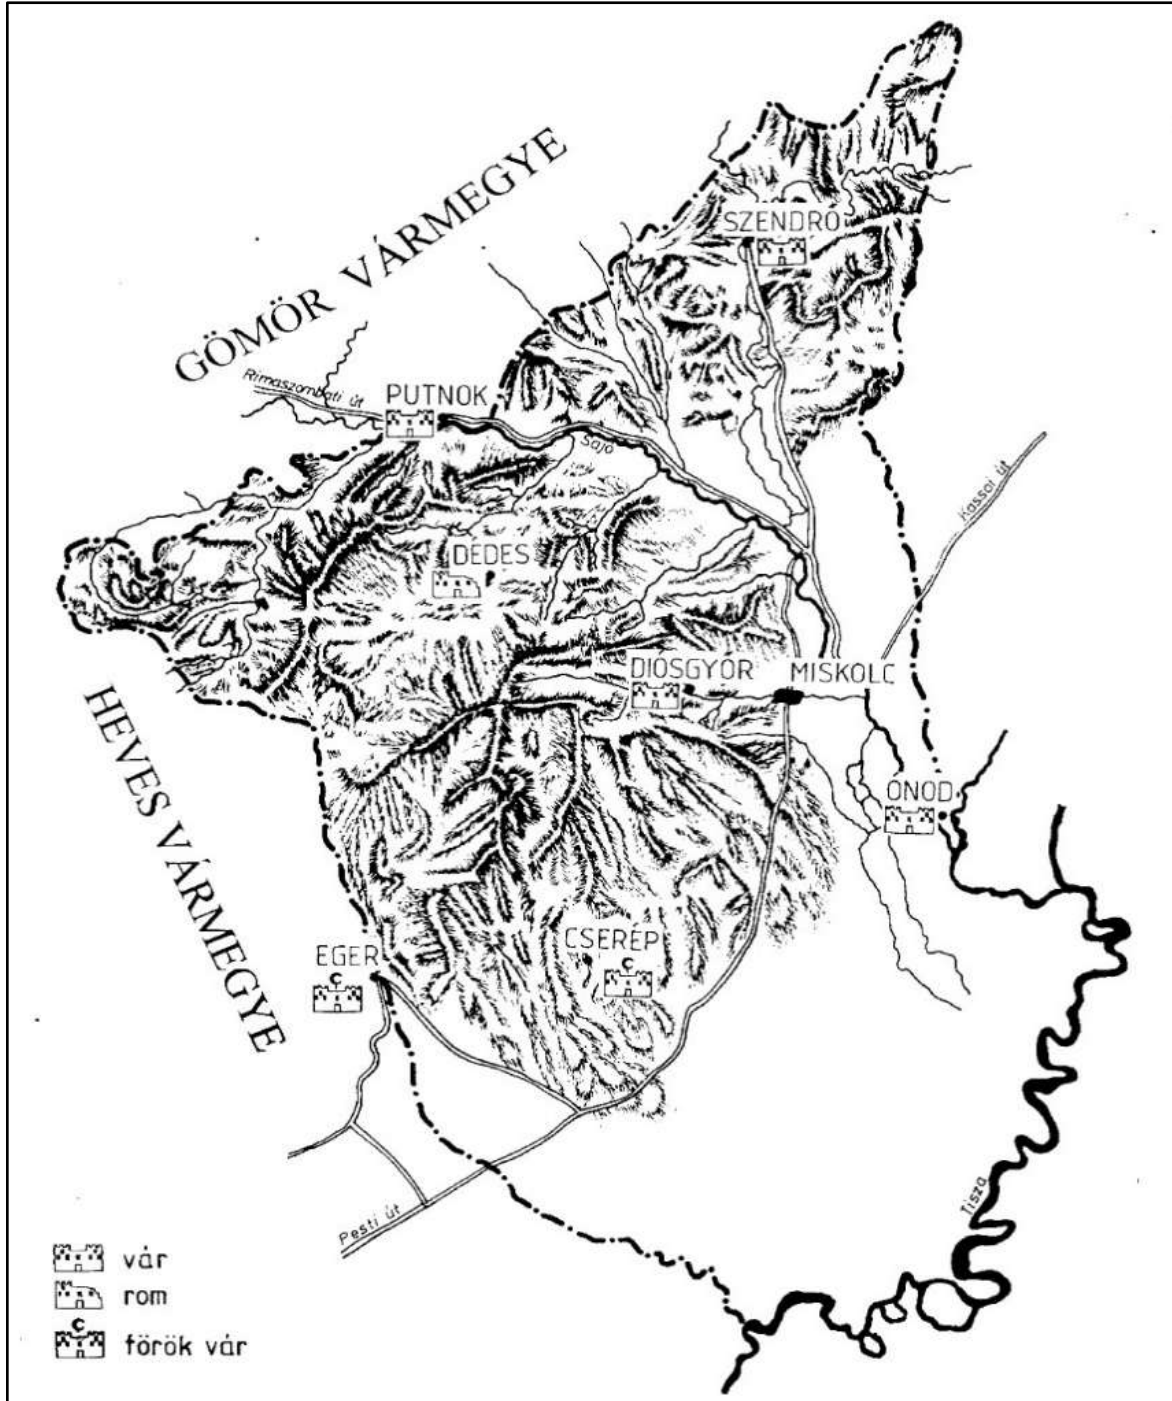 SZENDRŐ
GÖMÖR VÁRMEGYE
Rimaszombati út
PUTNOK
Sajó
Kassai út
DÉDES
DIÓSGYŐR
MISKOLC
HEVES VÁRMEGYE
ÓNOD
EGER
CSERÉP
Tisza
Pesti út
vár
rom
török vár